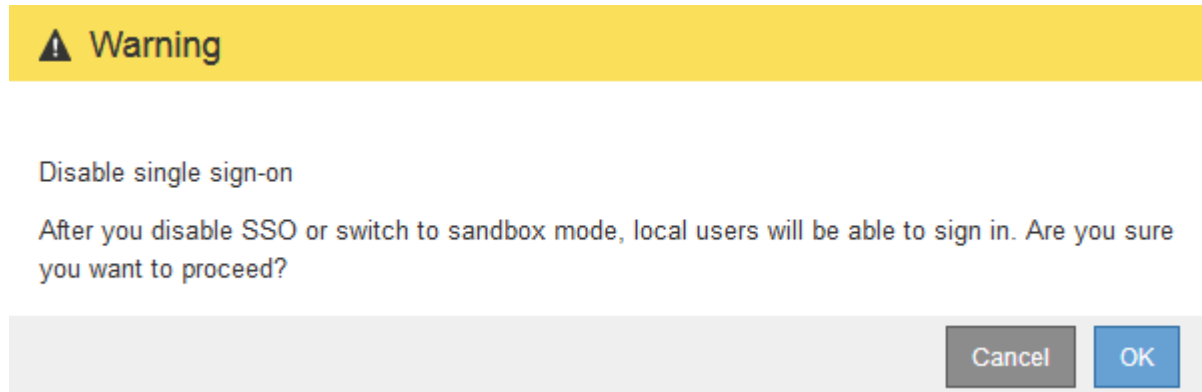 Warning
Disable single sign-on
After you disable SSO or switch to sandbox mode, local users will be able to sign in. Are you sure
you want to proceed?
Cancel OK